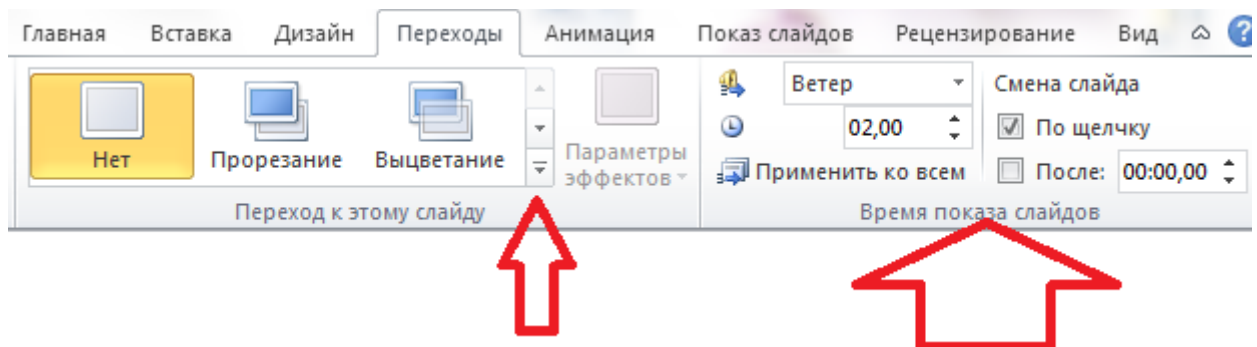 Главная Вставка Дизайн Переходы Анимация Показ слайдов Рецензирование Вид ?
Нет Прорезание Выцветание
Параметры
эффектов
Переход к этому слайду
Ветер
02,00
Применить ко всем
Смена слайда
По щелчку
После: 00:00,00
Время показа слайдов